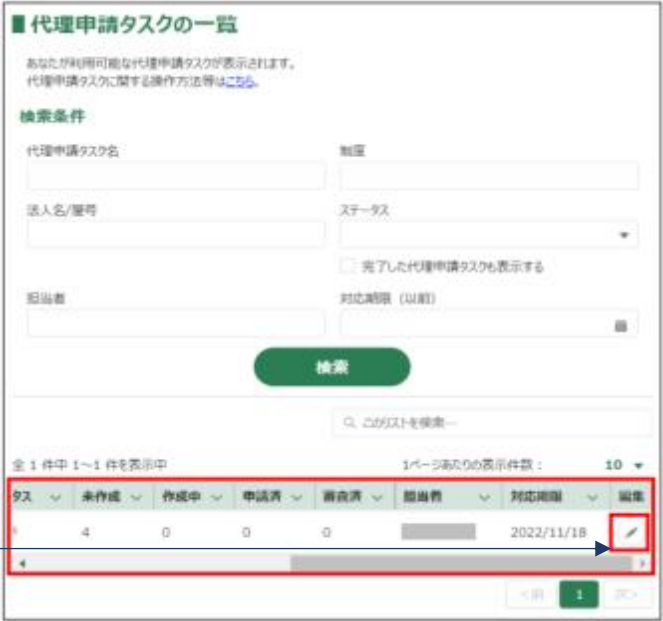 代理申請タスクの一覧
あなたが利用可能な代理申請タスクが表示されます。
代理申請タスクに関する操作方法等はこちら。
検索条件
代理申請タスク名 制度
法人名/屋号 ステータス
完了した代理申請タスクも表示する
担当者 対応期限（以前）
検索
このリストを検索...
全 1 件中 1～1 件を表示中 1ページあたりの表示件数： 10
タス 未作成 作成中 申請済 審査済 担当者 対応期限 編集
4 0 0 0 2022/11/18
<前 1 次>